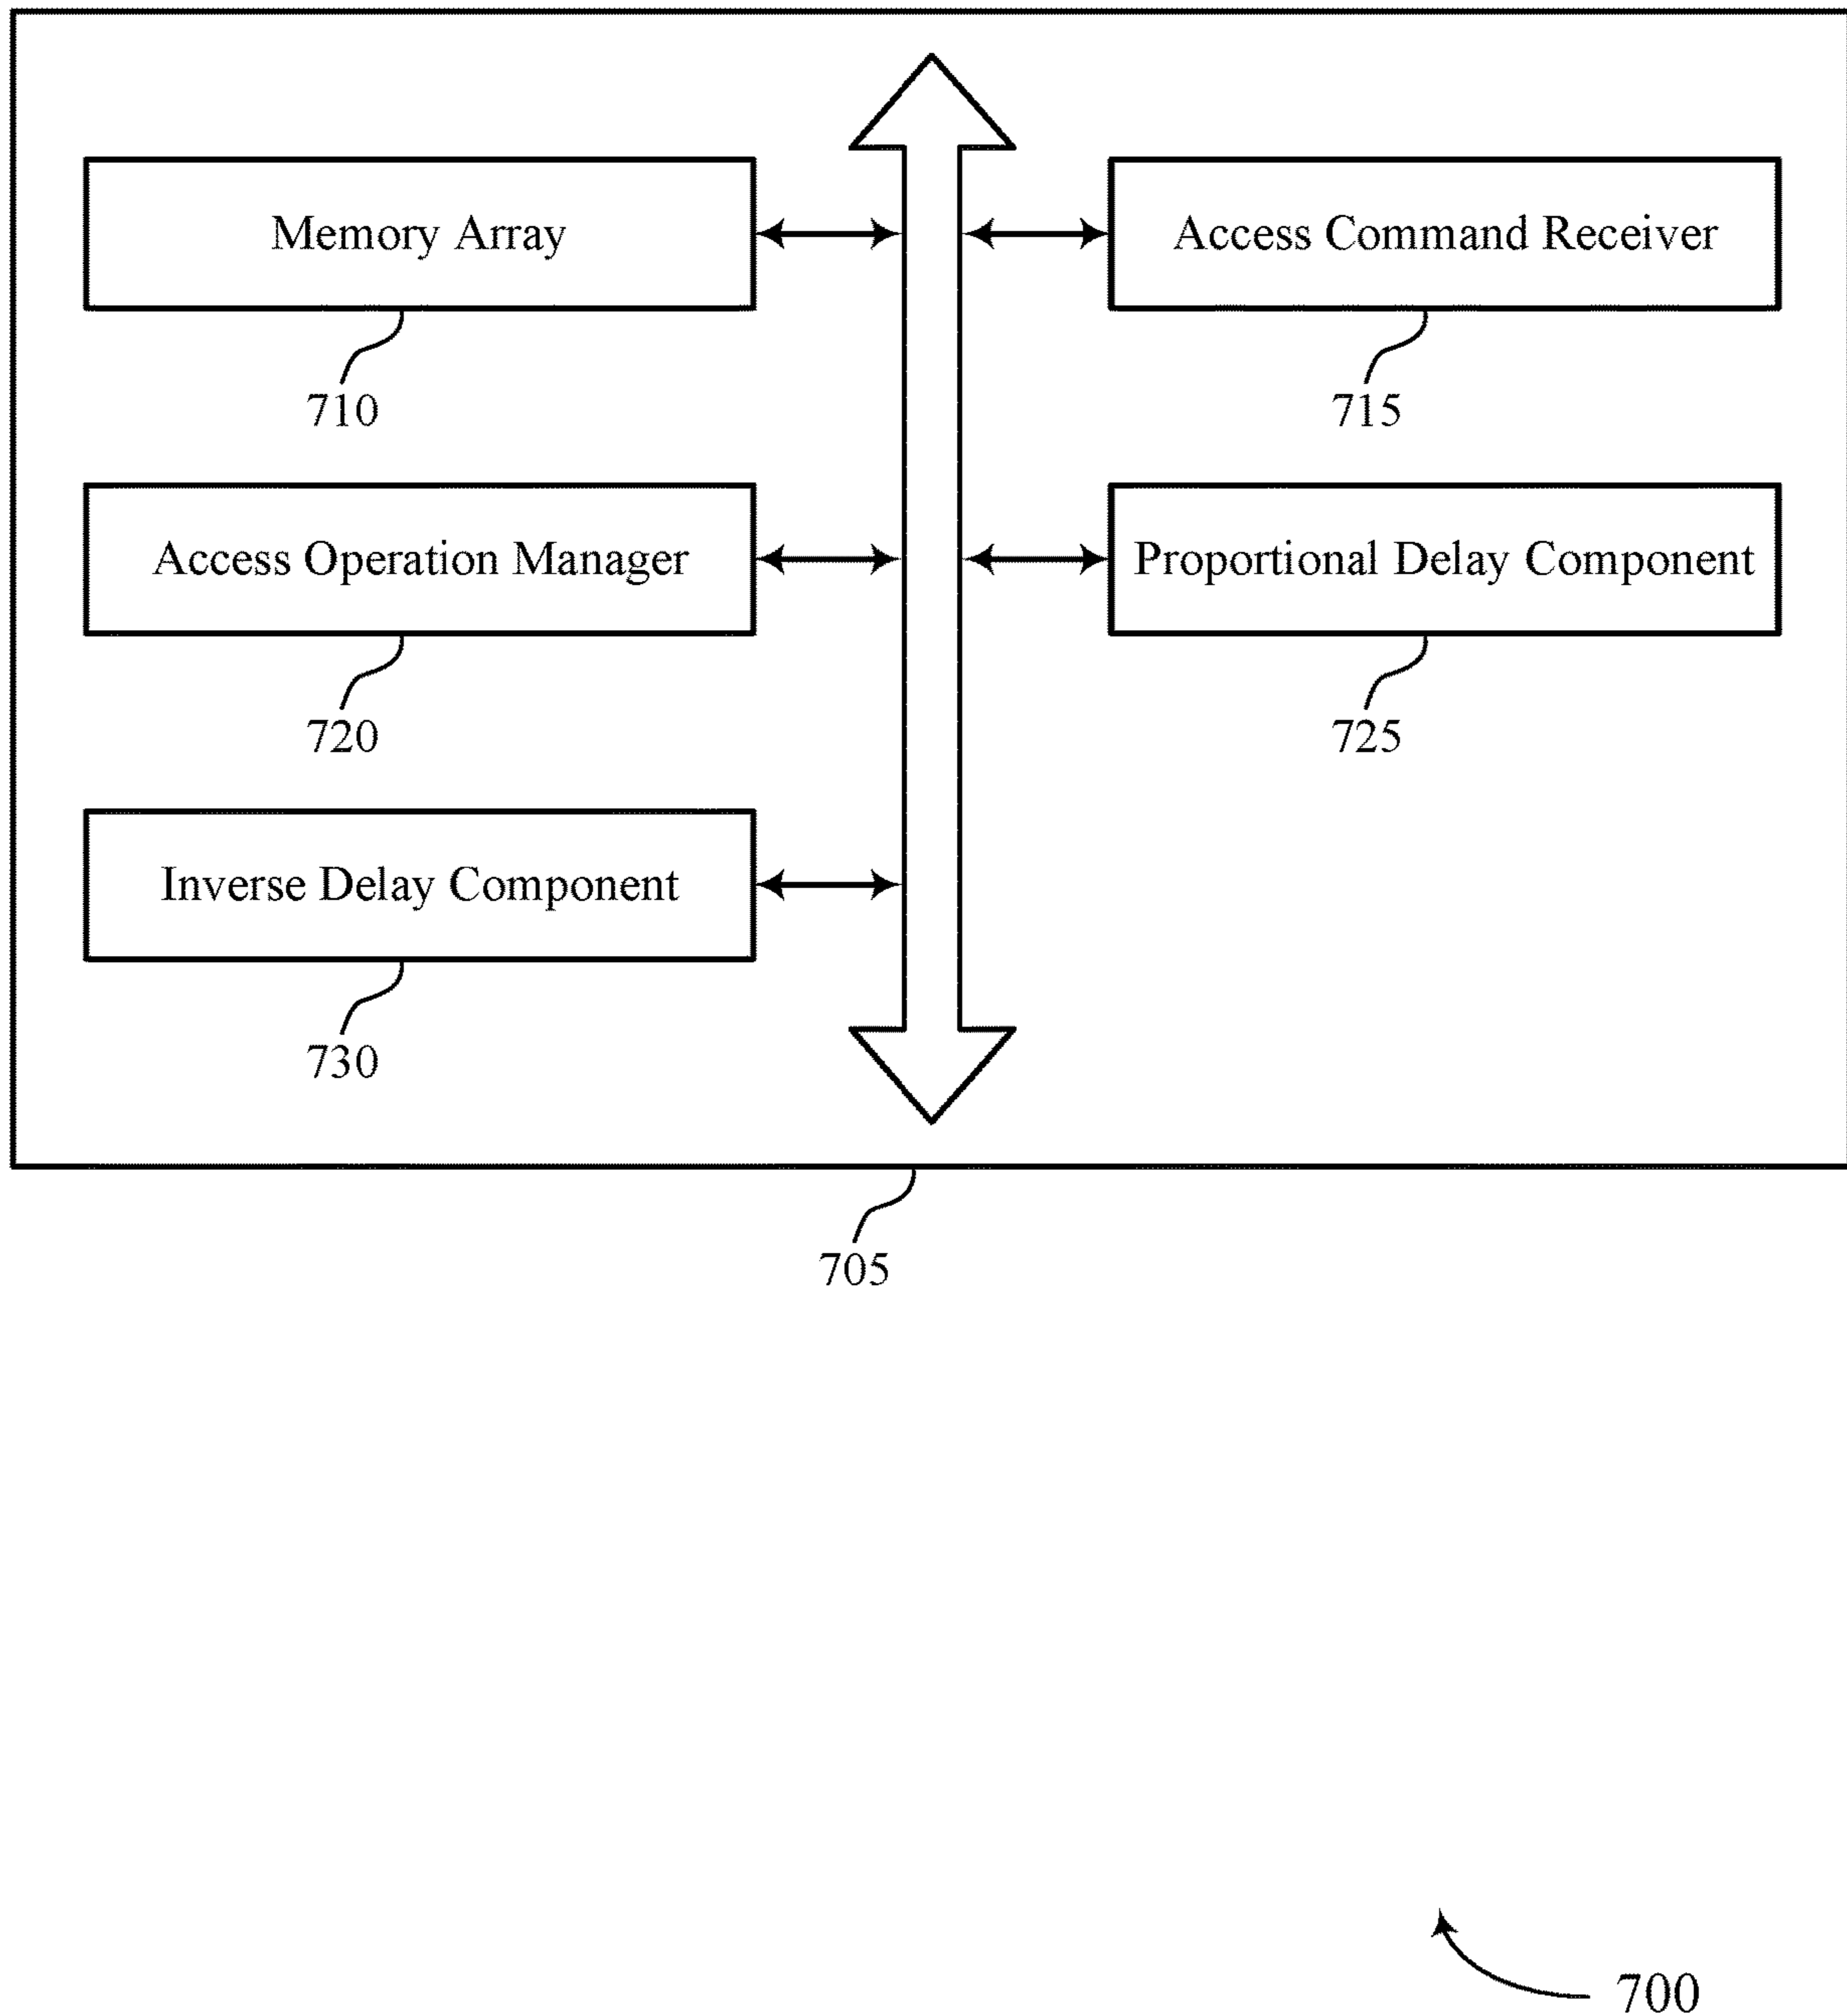 Memory Array
Access Command Receiver
710
715
Access Operation Manager
Proportional Delay Component
720
725
Inverse Delay Component
730
705
700